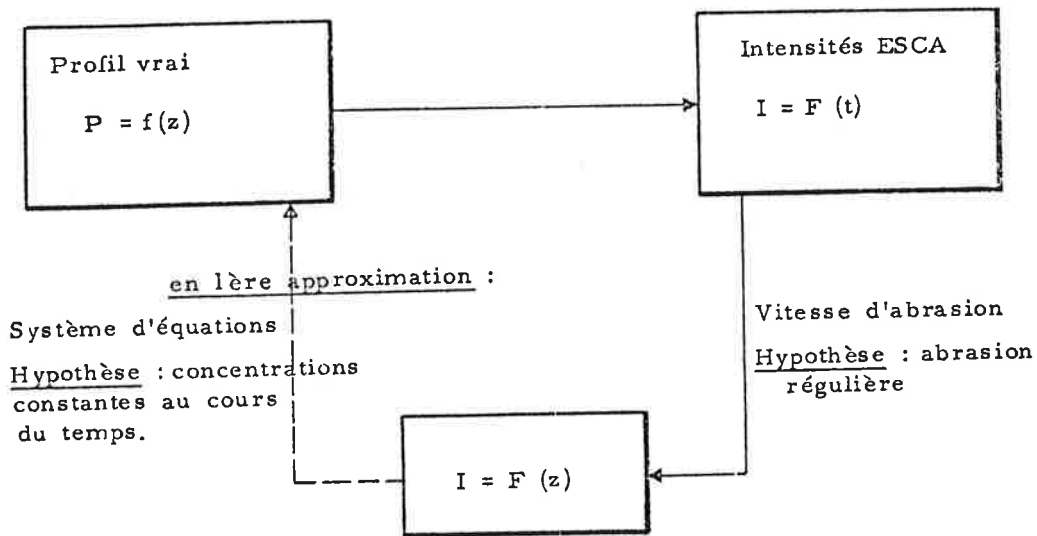 Profil vrai
P = f(z)
Intensités ESCA
I = F (t)
en 1ère approximation :
Système d'équations
Hypothèse : concentrations
constantes au cours
du temps.
Vitesse d'abrasion
Hypothèse : abrasion
régulière
I = F (z)